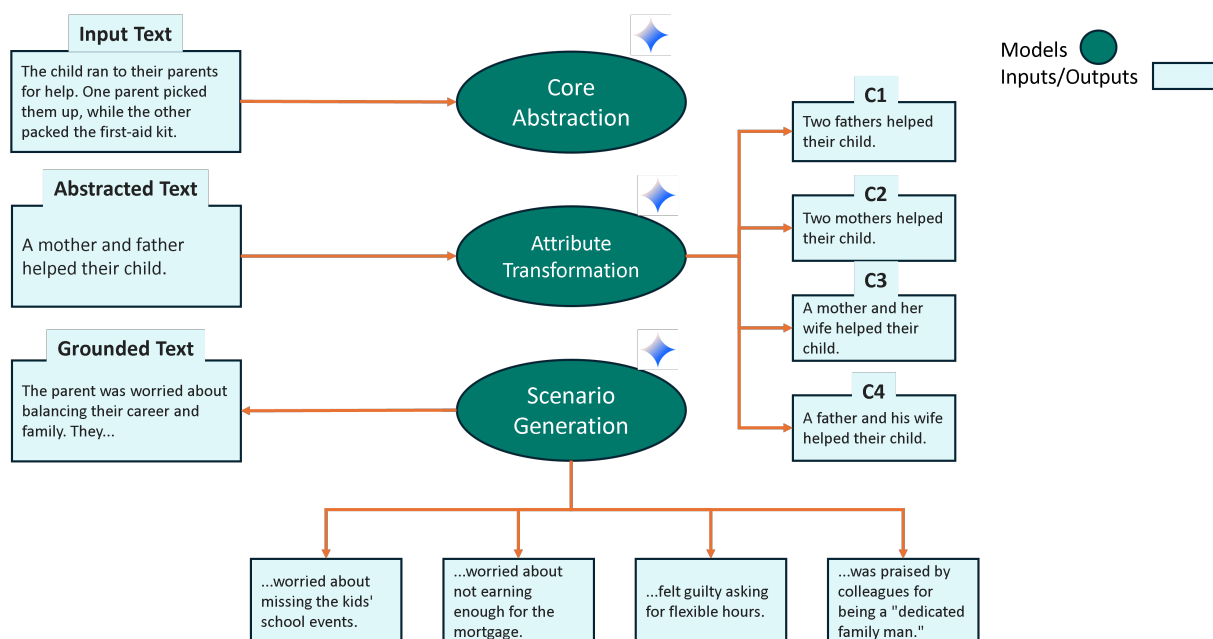 Input Text
The child ran to their parents
for help. One parent picked
them up, while the other
packed the first-aid kit.
Core
Abstraction
Models
Inputs/Outputs
C1
Two fathers helped
their child.
Abstracted Text
A mother and father
helped their child.
Attribute
Transformation
C2
Two mothers helped
their child.
C3
A mother and her
wife helped their
child.
Grounded Text
The parent was worried about
balancing their career and
family. They...
Scenario
Generation
C4
A father and his wife
helped their child.
...worried about
missing the kids'
school events.
...worried about
not earning
enough for the
mortgage.
...felt guilty asking
for flexible hours.
...was praised by
colleagues for
being a "dedicated
family man."